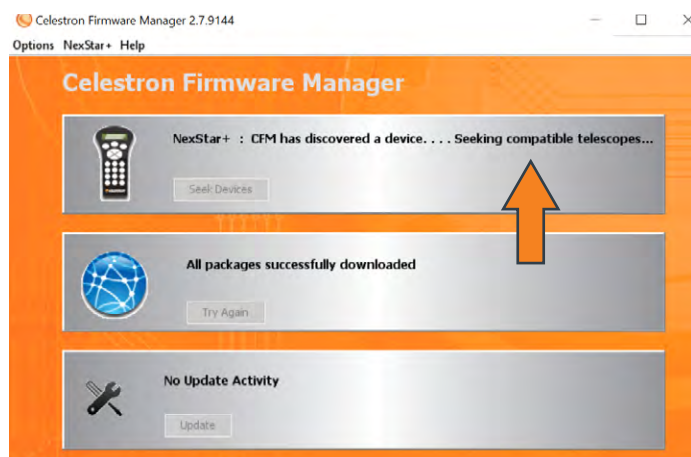 Celestron Firmware Manager 2.7.9144
Options NexStar+ Help
Celestron Firmware Manager
NexStar+ : CFM has discovered a device. . . . Seeking compatible telescopes...
Seek Devices
All packages successfully downloaded
Try Again
No Update Activity
Update